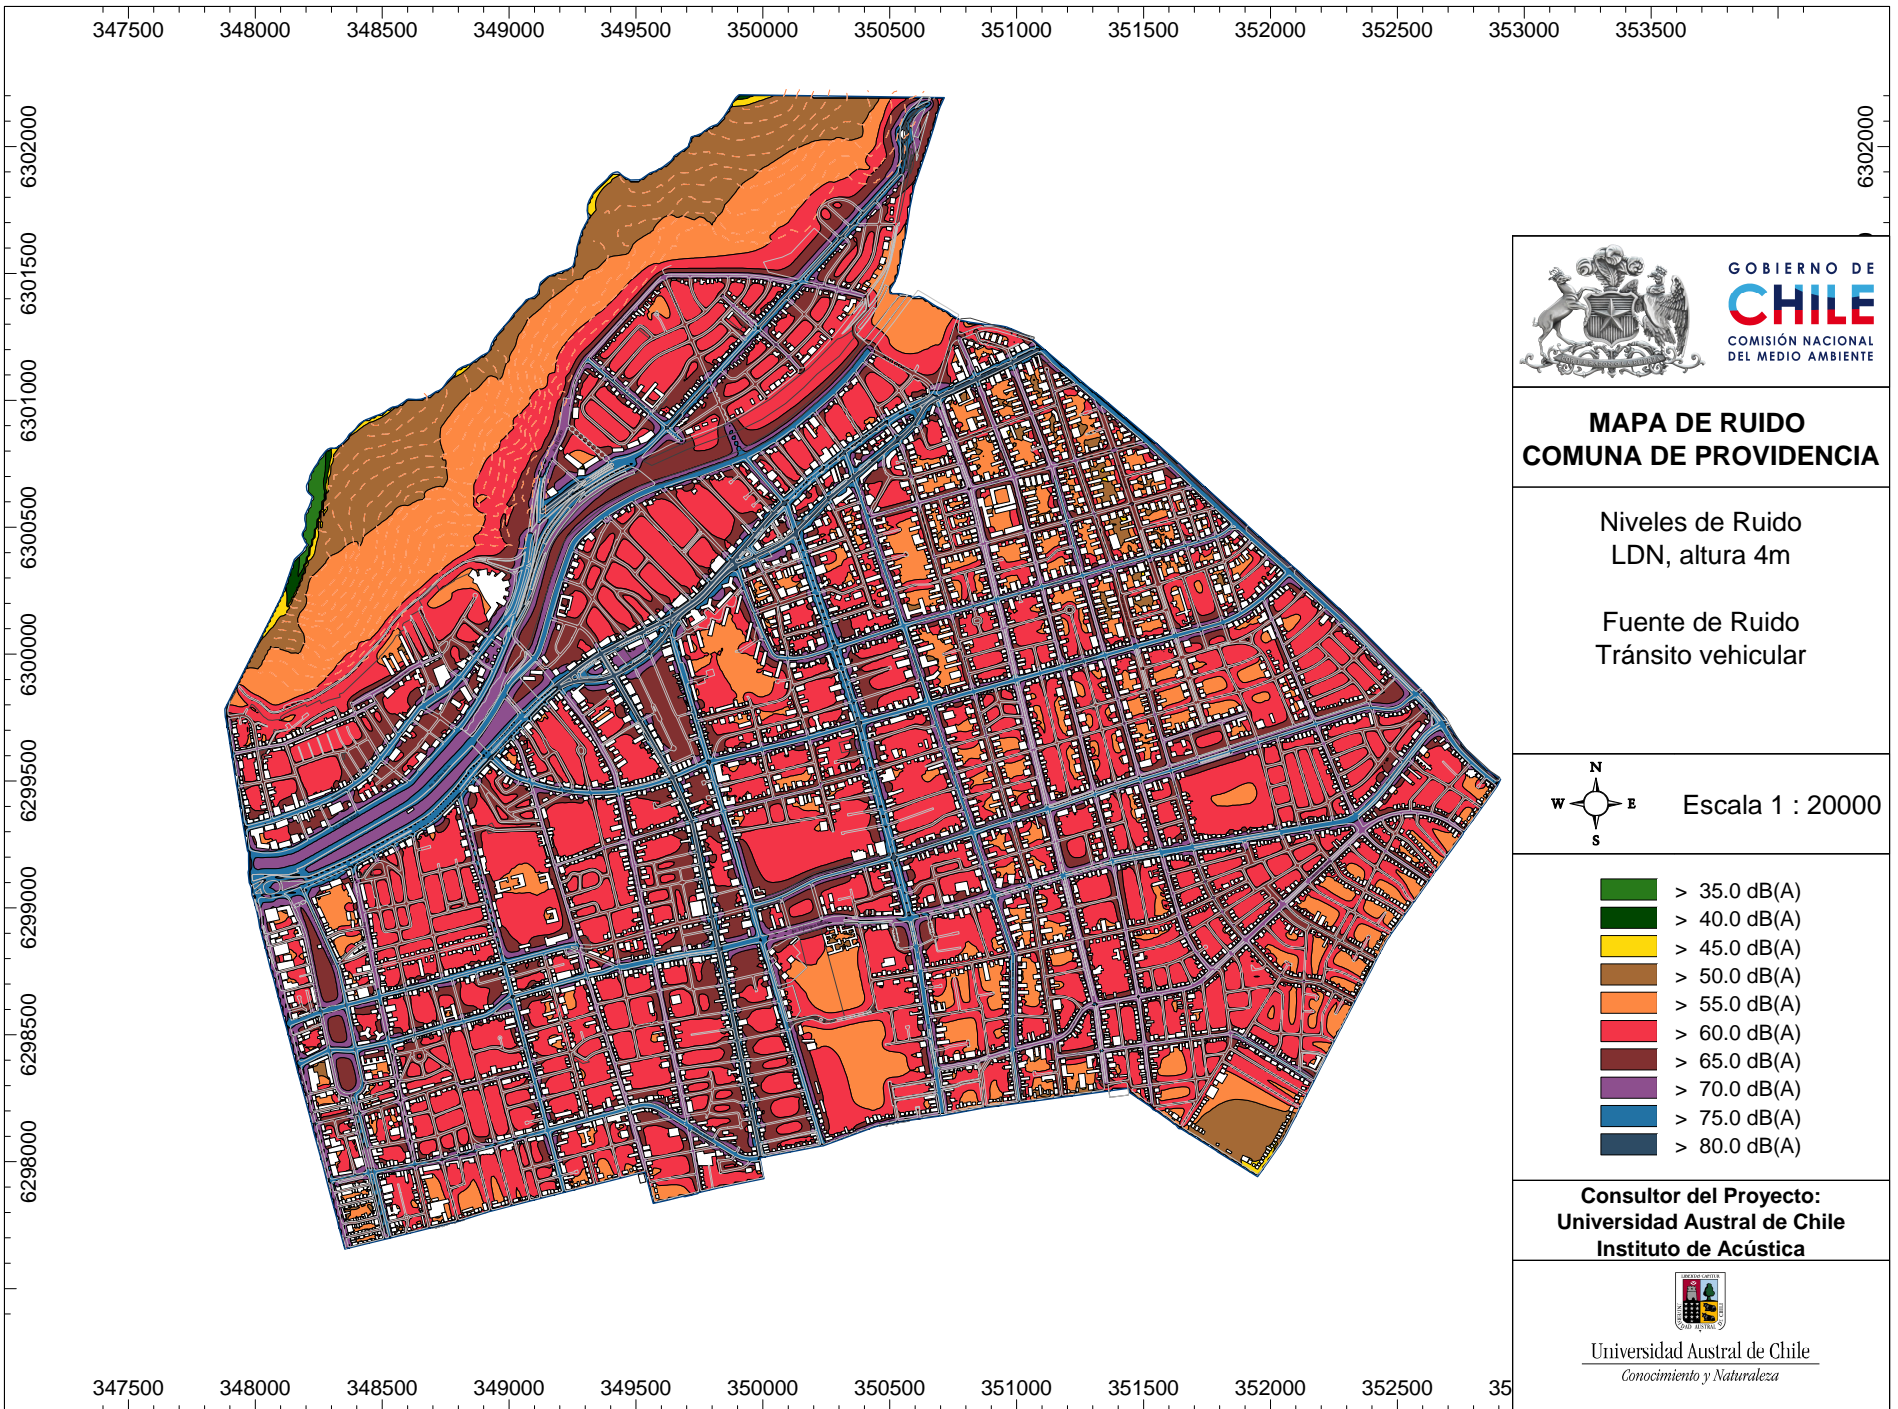 347500 348000 348500 349000 349500 350000 350500 351000 351500 352000 352500 353000 353500
6302000
6301500
6301000
6300500
6300000
6299500
6299000
6298500
6298000
6302000
GOBIERNO DE
CHILE
COMISIÓN NACIONAL
DEL MEDIO AMBIENTE
MAPA DE RUIDO
COMUNA DE PROVIDENCIA
Niveles de Ruido
LDN, altura 4m
Fuente de Ruido
Tránsito vehicular
N
W E
S
Escala 1 : 20000
> 35.0 dB(A)
> 40.0 dB(A)
> 45.0 dB(A)
> 50.0 dB(A)
> 55.0 dB(A)
> 60.0 dB(A)
> 65.0 dB(A)
> 70.0 dB(A)
> 75.0 dB(A)
> 80.0 dB(A)
Consultor del Proyecto:
Universidad Austral de Chile
Instituto de Acústica
Universidad Austral de Chile
Conocimiento y Naturaleza
347500 348000 348500 349000 349500 350000 350500 351000 351500 352000 352500 35